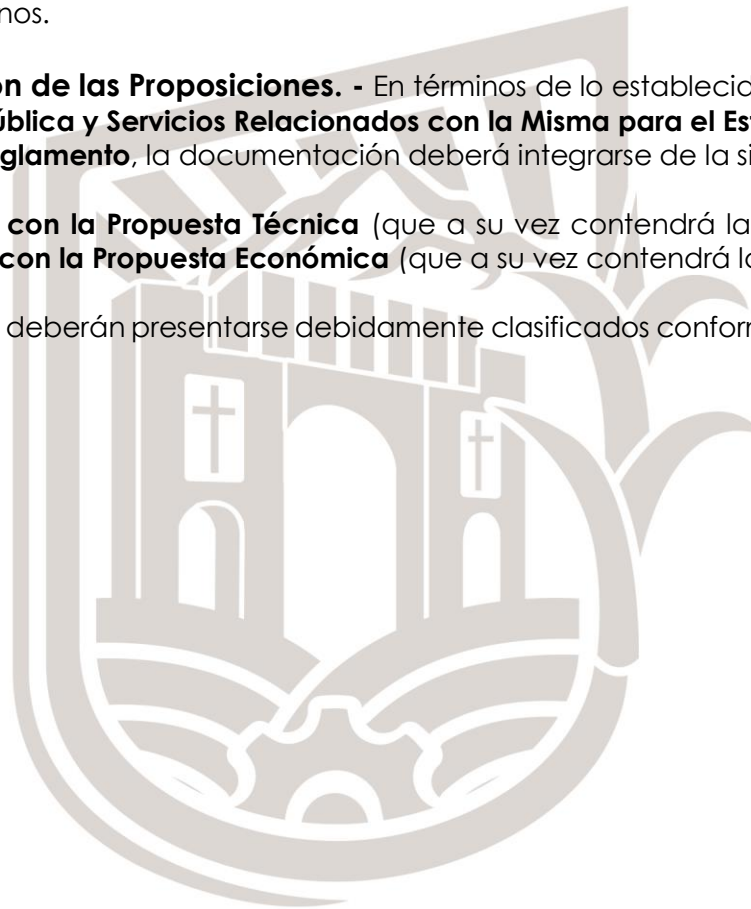 nos.
ón de las Proposiciones. - En términos de lo establecid
ública y Servicios Relacionados con la Misma para el Es
glamento, la documentación deberá integrarse de la si
con la Propuesta Técnica (que a su vez contendrá la
con la Propuesta Económica (que a su vez contendrá la
deberán presentarse debidamente clasificados conforn